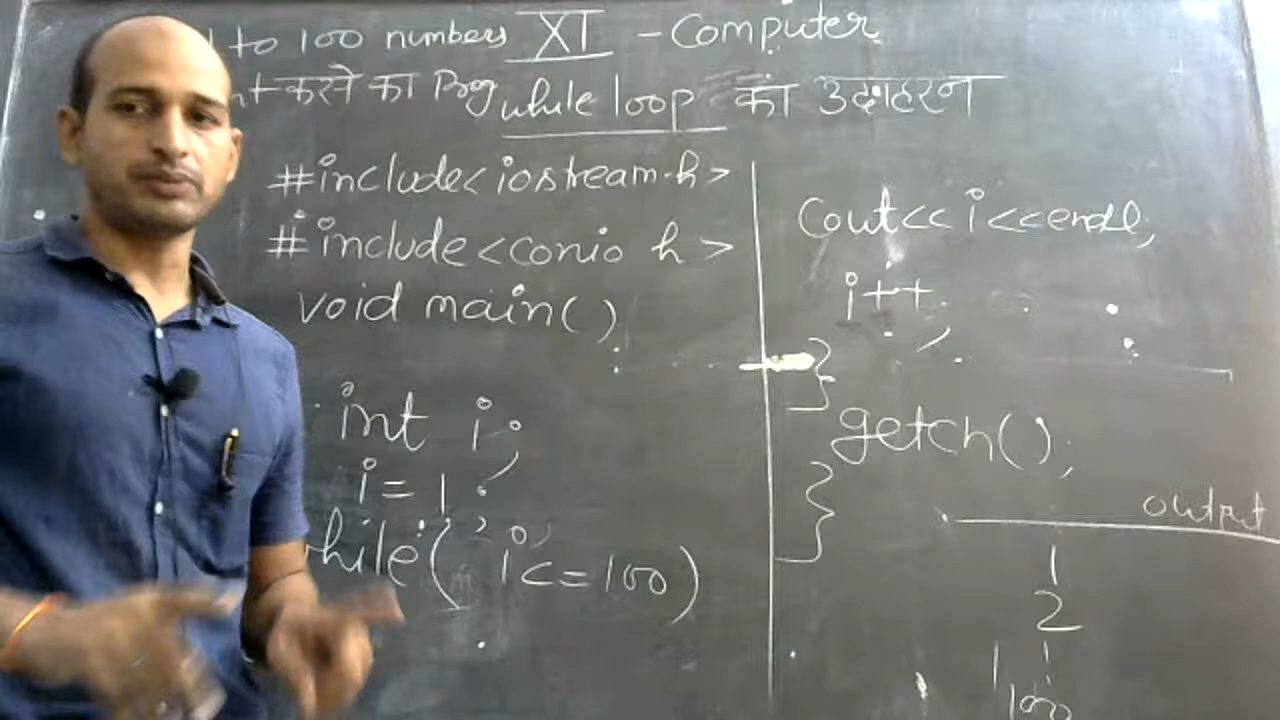 1 to 100 numbers XI - Computer
करने का Prog while loop का उदाहरण
#include<iostream.h>
#include<conio h>
void main()
int i;
i=1;
while( i<=100)
Cout<<i<<endl;
i++;
}
getch();
}
output
1
2
100